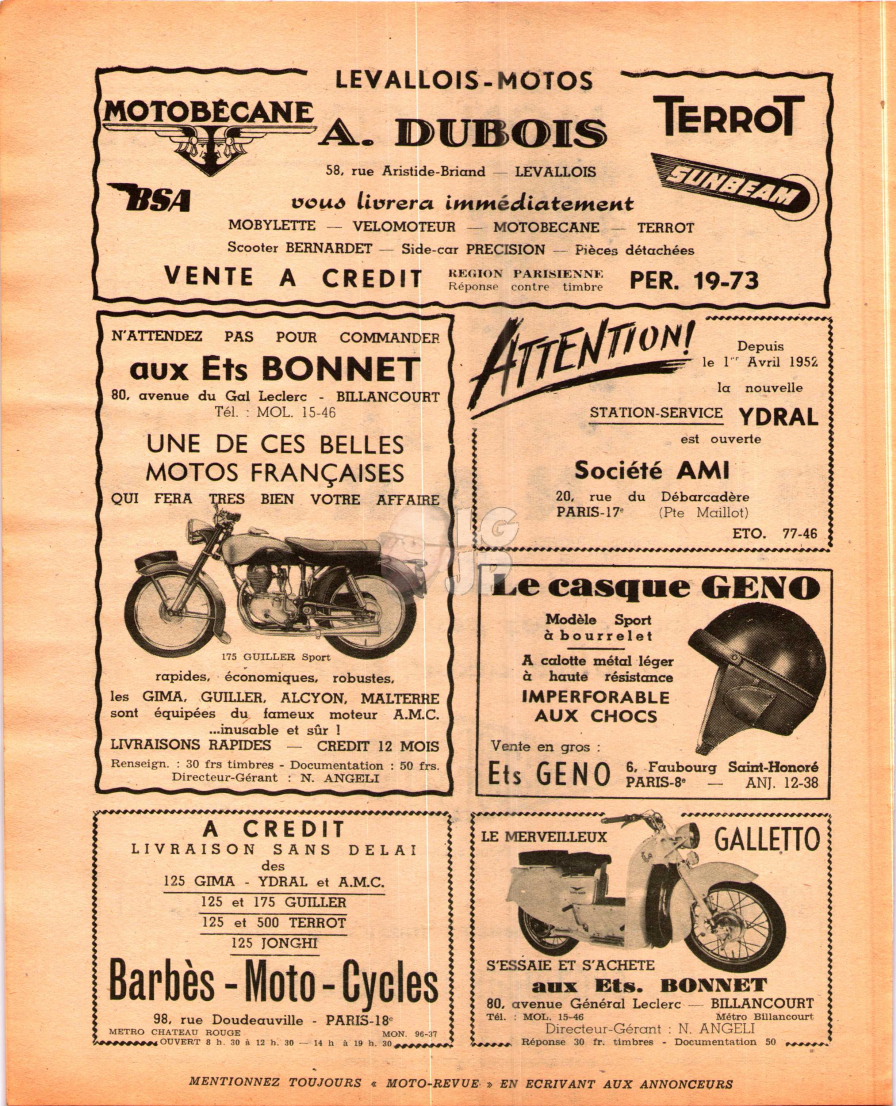 LEVALLOIS-MOTOS
MOTOBÉCANE
A. DUBOIS
TERROT
58, rue Aristide-Briand — LEVALLOIS
SUNBEAM
BSA
vous livrera immédiatement
MOBYLETTE — VELOMOTEUR — MOTOBECANE — TERROT
Scooter BERNARDET — Side-car PRECISION — Pièces détachées
VENTE A CREDIT
REGION PARISIENNE
Réponse contre timbre
PER. 19-73
N'ATTENDEZ PAS POUR COMMANDER
aux Ets BONNET
80, avenue du Gal Leclerc - BILLANCOURT
Tél. : MOL. 15-46
UNE DE CES BELLES
MOTOS FRANÇAISES
QUI FERA TRES BIEN VOTRE AFFAIRE
175 GUILLER Sport
rapides, économiques, robustes,
les GIMA, GUILLER, ALCYON, MALTERRE
sont équipées du fameux moteur A.M.C.
...inusable et sûr !
LIVRAISONS RAPIDES — CREDIT 12 MOIS
Renseign. : 30 frs timbres - Documentation : 50 frs.
Directeur-Gérant : N. ANGELI
ATTENTION!
Depuis
le 1er Avril 1952
la nouvelle
STATION-SERVICE YDRAL
est ouverte
Société AMI
20, rue du Débarcadère
PARIS-17e (Pte Maillot)
ETO. 77-46
JG
JP
Le casque GENO
Modèle Sport
à bourrelet
A calotte métal léger
à haute résistance
IMPERFORABLE
AUX CHOCS
Vente en gros :
Ets GENO
6, Faubourg Saint-Honoré
PARIS-8e — ANJ. 12-38
A CREDIT
LIVRAISON SANS DELAI
des
125 GIMA - YDRAL et A.M.C.
125 et 175 GUILLER
125 et 500 TERROT
125 JONGHI
Barbès - Moto - Cycles
98, rue Doudeauville - PARIS-18e
METRO CHATEAU ROUGE MON. 96-37
OUVERT 8 h. 30 à 12 h. 30 — 14 h à 19 h. 30
LE MERVEILLEUX GALLETTO
S'ESSAIE ET S'ACHETE
aux Ets. BONNET
80, avenue Général Leclerc — BILLANCOURT
Tél. : MOL. 15-46 Métro Billancourt
Directeur-Gérant : N. ANGELI
Réponse 30 fr. timbres - Documentation 50
MENTIONNEZ TOUJOURS « MOTO-REVUE » EN ECRIVANT AUX ANNONCEURS